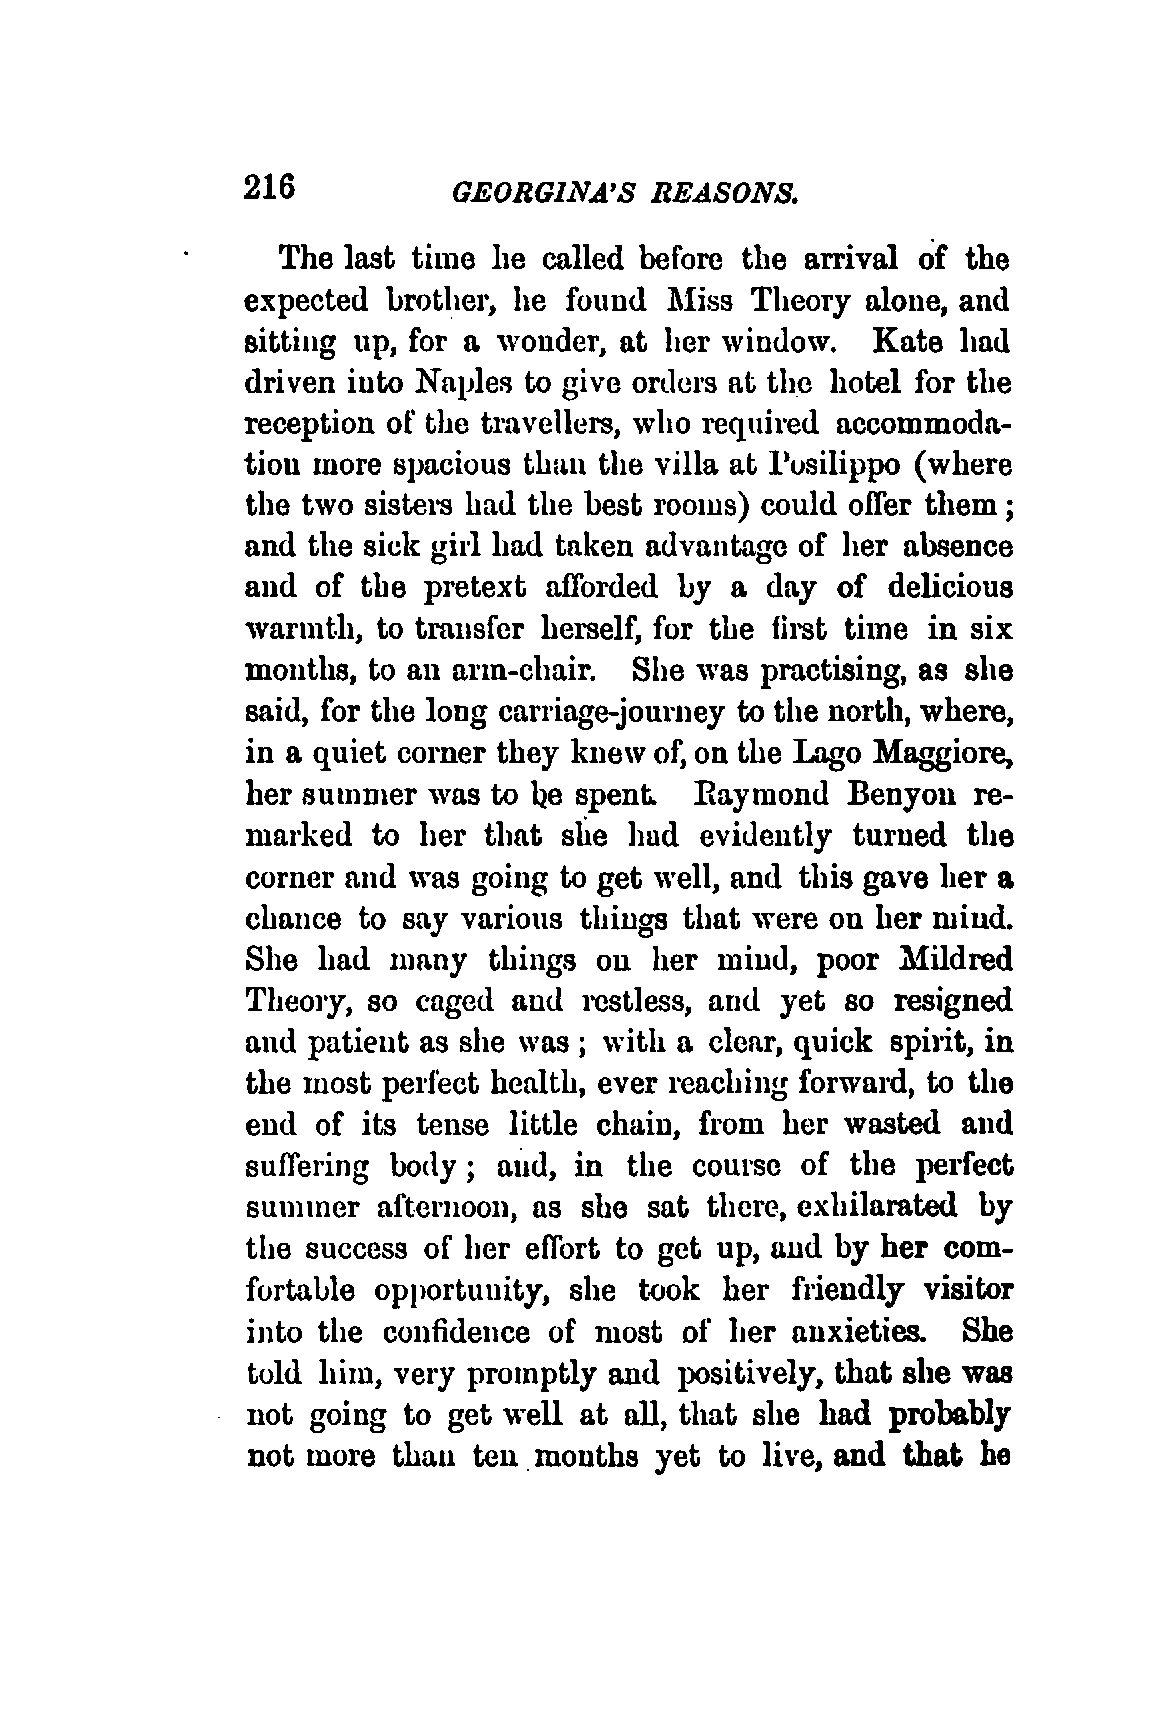 216 GEORGINA'S REASONS.
The last time he called before the arrival of the
expected brother, he found Miss Theory alone, and
sitting up, for a wonder, at her window. Kate had
driven into Naples to give orders at the hotel for the
reception of the travellers, who required accommoda-
tion more spacious than the villa at Posilippo (where
the two sisters had the best rooms) could offer them;
and the sick girl had taken advantage of her absence
and of the pretext afforded by a day of delicious
warmth, to transfer herself, for the first time in six
months, to an arm-chair. She was practising, as she
said, for the long carriage-journey to the north, where,
in a quiet corner they knew of, on the Lago Maggiore,
her summer was to be spent. Raymond Benyon re-
marked to her that she had evidently turned the
corner and was going to get well, and this gave her a
chance to say various things that were on her mind.
She had many things on her mind, poor Mildred
Theory, so caged and restless, and yet so resigned
and patient as she was; with a clear, quick spirit, in
the most perfect health, ever reaching forward, to the
end of its tense little chain, from her wasted and
suffering body; and, in the course of the perfect
summer afternoon, as she sat there, exhilarated by
the success of her effort to get up, and by her com-
fortable opportunity, she took her friendly visitor
into the confidence of most of her anxieties. She
told him, very promptly and positively, that she was
not going to get well at all, that she had probably
not more than ten months yet to live, and that he